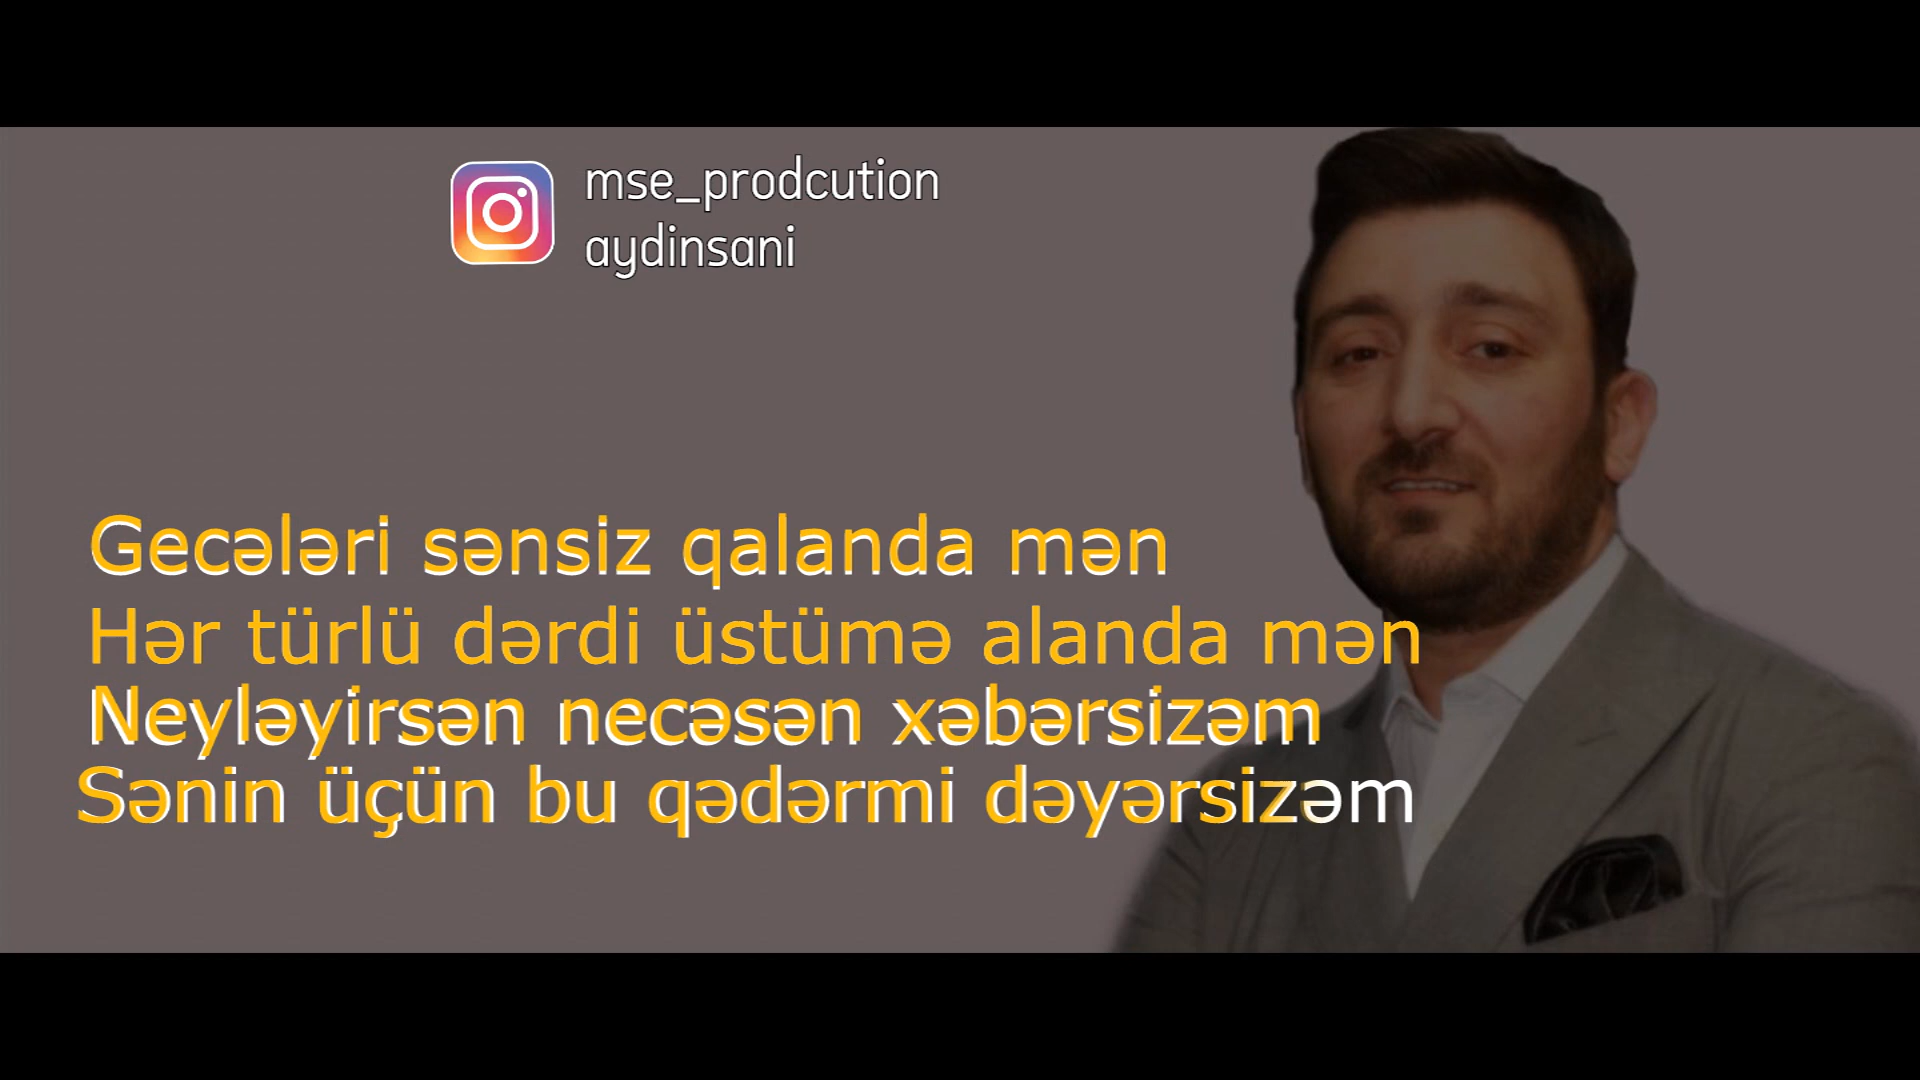 mse_prodcution
aydinsani
Gecələri sənsiz qalanda mən
Hər türlü dərdi üstümə alanda mən
Neyləyirsən necəsən xəbərsizəm
Sənin üçün bu qədərmi dəyərsizəm